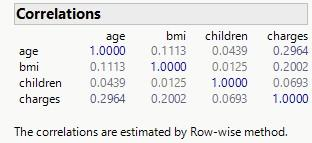 Correlations
age bmi children charges
age 1.0000 0.1113 0.0439 0.2964
bmi 0.1113 1.0000 0.0125 0.2002
children 0.0439 0.0125 1.0000 0.0693
charges 0.2964 0.2002 0.0693 1.0000
The correlations are estimated by Row-wise method.